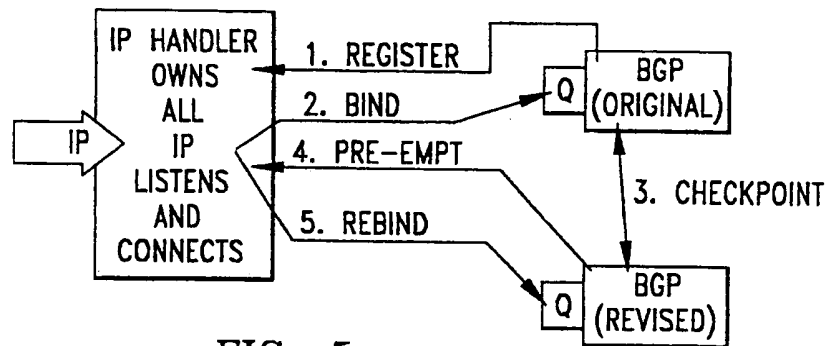 IP HANDLER
OWNS
ALL
IP
LISTENS
AND
CONNECTS
IP
1. REGISTER
2. BIND
4. PRE-EMPT
5. REBIND
Q
BGP
(ORIGINAL)
3. CHECKPOINT
Q
BGP
(REVISED)